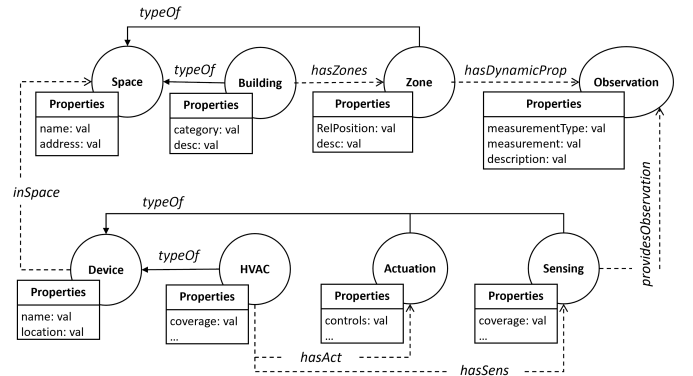 typeOf
Space
typeOf
Building
hasZones
Zone
hasDynamicProp
Observation
Properties
name: val
address: val
Properties
category: val
desc: val
Properties
RelPosition: val
desc: val
Properties
measurementType: val
measurement: val
description: val
inSpace
providesObservation
typeOf
Device
typeOf
HVAC
Actuation
Sensing
Properties
name: val
location: val
Properties
coverage: val
...
Properties
controls: val
...
Properties
coverage: val
...
hasAct
hasSens